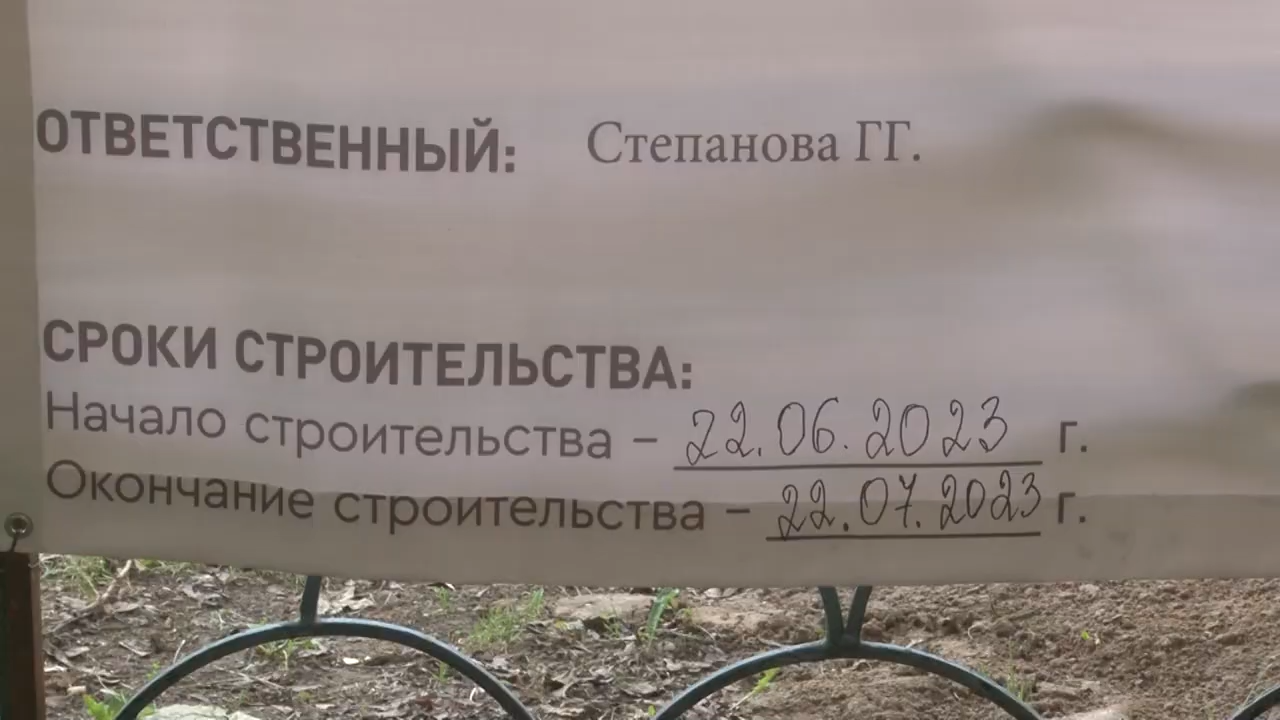 ОТВЕТСТВЕННЫЙ: Степанова ГГ.
СРОКИ СТРОИТЕЛЬСТВА:
Начало строительства – 22.06.2023 г.
Окончание строительства – 22.07.2023 г.